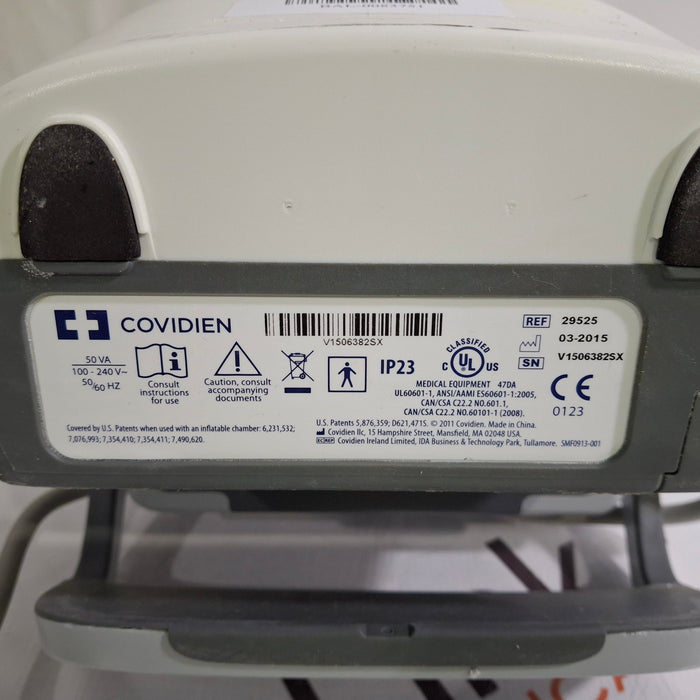 COVIDIEN
V1506382SX
REF 29525
03-2015
SN V1506382SX
50 VA
100 - 240 V~
50/60 HZ
i
Consult
instructions
for use
Caution, consult
accompanying
documents
IP23
CLASSIFIED
C UL US
MEDICAL EQUIPMENT 47DA
UL60601-1, ANSI/AAMI ES60601-1:2005,
CAN/CSA C22.2 NO.601.1,
CAN/CSA C22.2 NO.60101-1 (2008).
CE
0123
Covered by U.S. Patents when used with an inflatable chamber: 6,231,532;
7,076,993; 7,354,410; 7,354,411; 7,490,620.
U.S. Patents 5,876,359; D621,4715. © 2011 Covidien. Made in China.
Covidien llc, 15 Hampshire Street, Mansfield, MA 02048 USA.
EC REP Covidien Ireland Limited, IDA Business & Technology Park, Tullamore. SMF0913-001